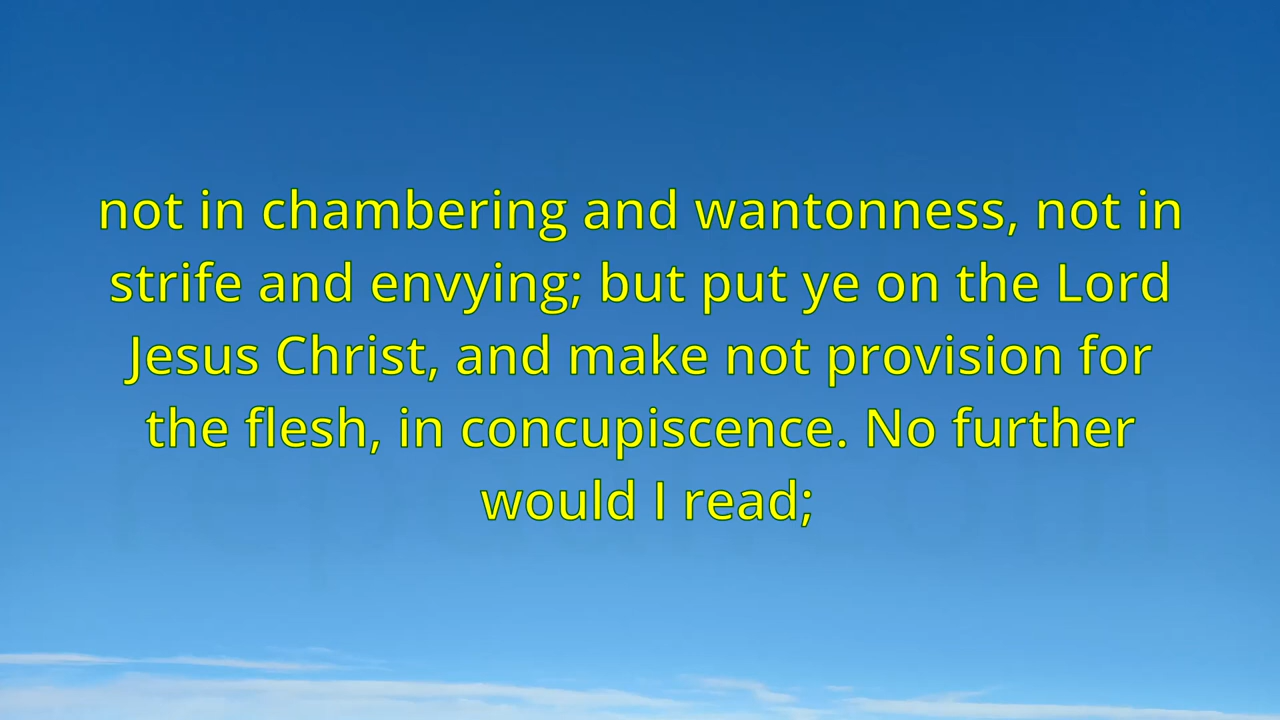 not in chambering and wantonness, not in
strife and envying; but put ye on the Lord
Jesus Christ, and make not provision for
the flesh, in concupiscence. No further
would I read;